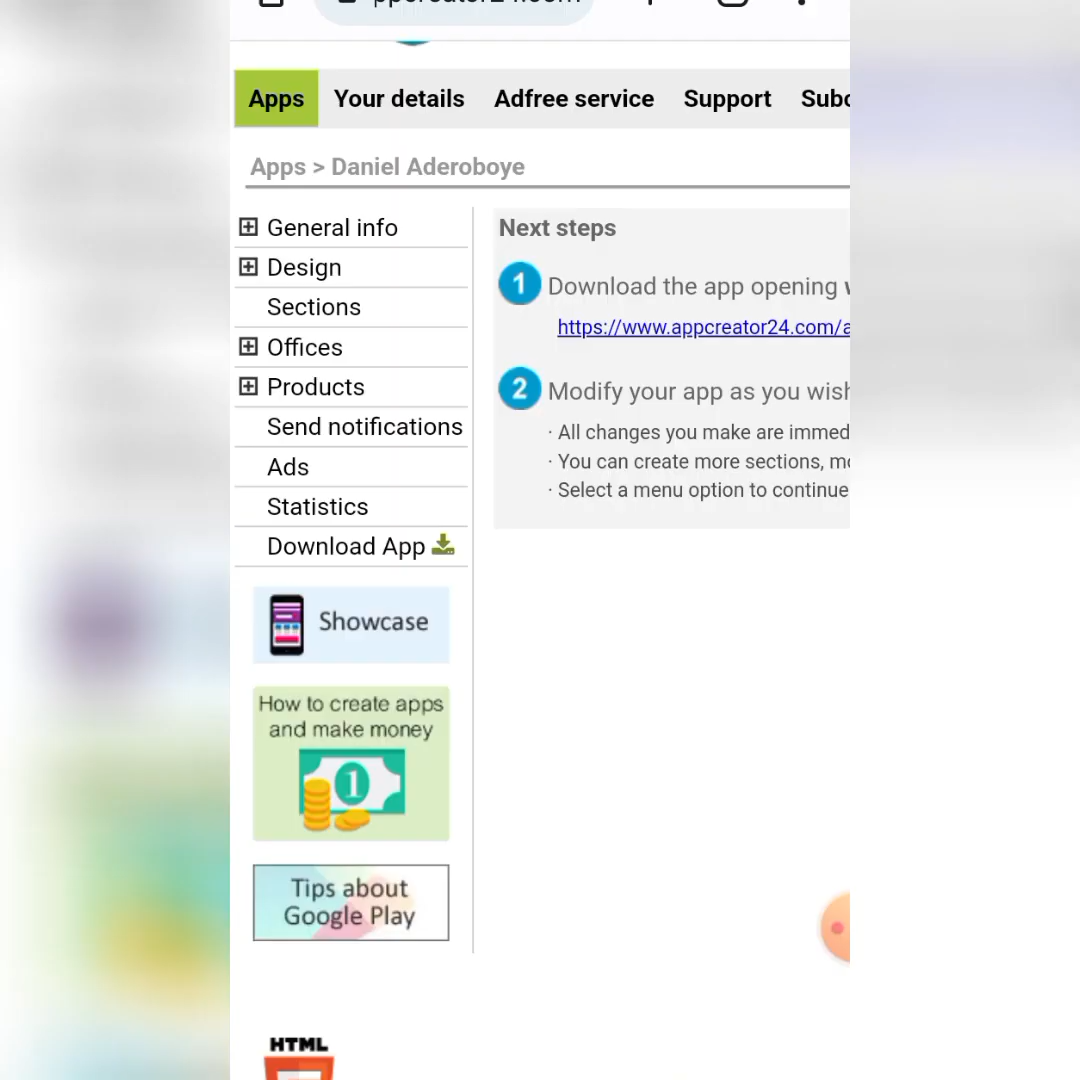 Apps Your details Adfree service Support
Apps > Daniel Aderoboye
General info
Design
Sections
Offices
Products
Send notifications
Ads
Statistics
Download App
Showcase
How to create apps
and make money
1
Tips about
Google Play
Next steps
1 Download the app opening
https://www.appcreator24.com/a
2 Modify your app as you wish
· All changes you make are immed
· You can create more sections, mo
· Select a menu option to continue
HTML